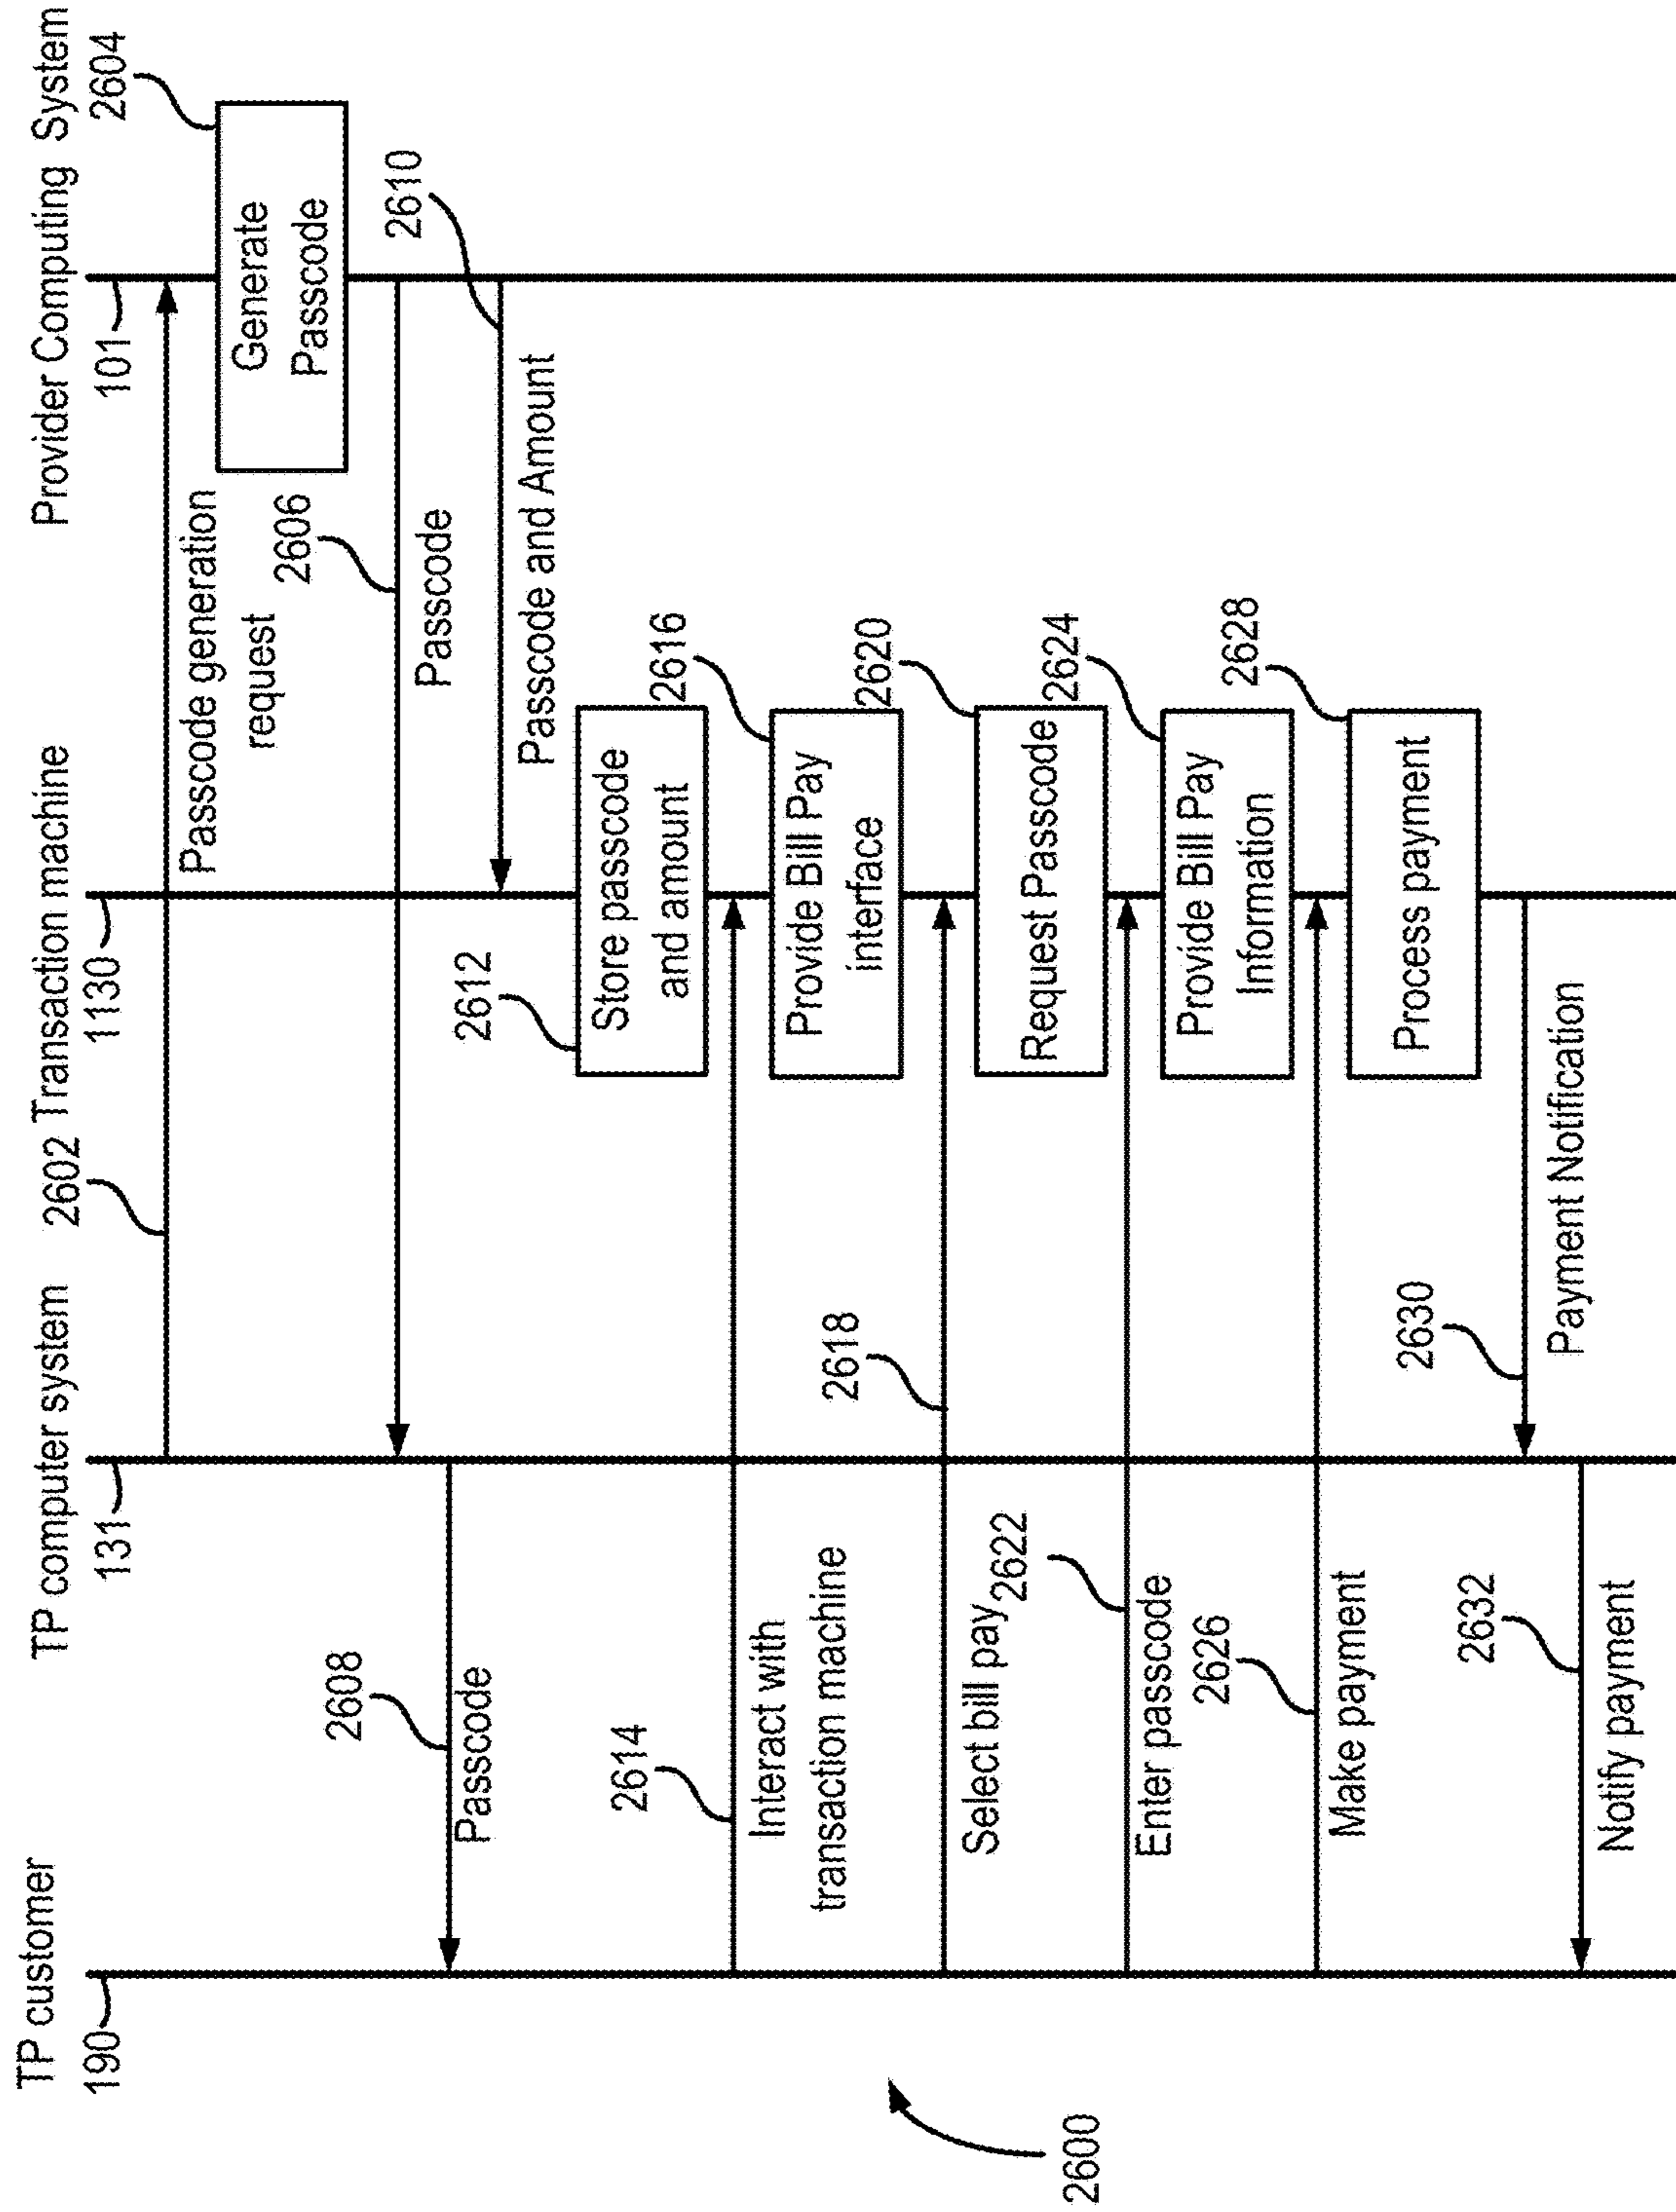 TP customer
190
TP computer system
131
2602
Transaction machine
1130
Provider Computing System
101
Passcode generation
request
2604
Generate
Passcode
2606
Passcode
2608
Passcode
2610
Passcode and Amount
2612
Store passcode
and amount
2614
Interact with
transaction machine
2616
Provide Bill Pay
interface
2618
Select bill pay
2620
Request Passcode
2622
Enter passcode
2624
Provide Bill Pay
Information
2626
Make payment
2628
Process payment
2630
Payment Notification
2632
Notify payment
2600